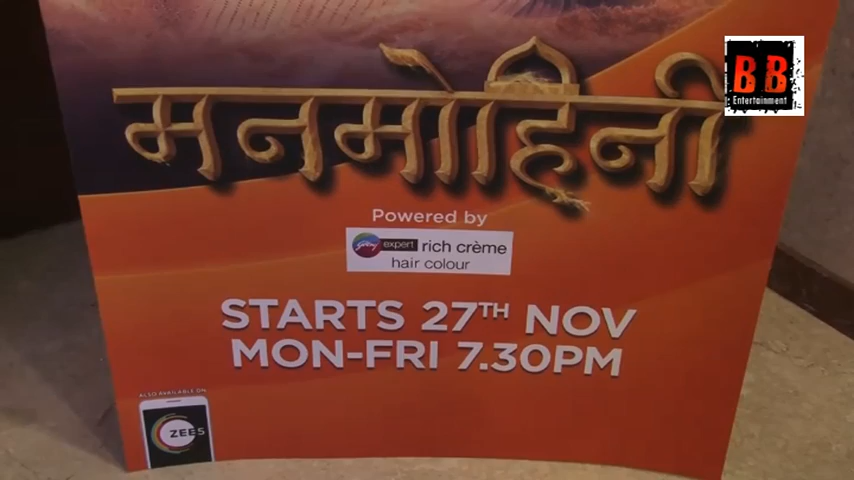 मनमोहिनी
B B
Entertainment
Powered by
Godrej expert rich crème
hair colour
STARTS 27TH NOV
MON-FRI 7.30PM
ALSO AVAILABLE ON
ZEE5